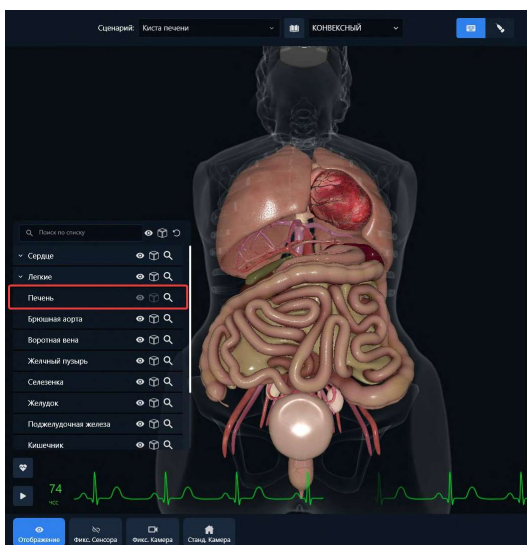 Сценарий: Киста печени КОНВЕКСНЫЙ
Поиск по списку
Сердце
Легкие
Печень
Брюшная аорта
Воротная вена
Желчный пузырь
Селезенка
Желудок
Поджелудочная железа
Кишечник
74
ЧСС
Отображение Фикс. Сенсора Фикс. Камера Станд. Камера